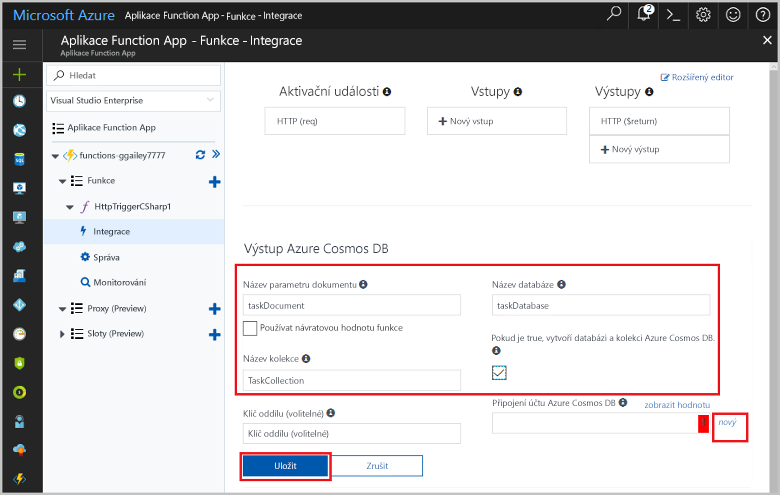 Microsoft Azure Aplikace Function App - Funkce - Integrace
2
Aplikace Function App - Funkce - Integrace
Aplikace Function App
Hledat
Visual Studio Enterprise
Aplikace Function App
functions-ggailey7777
Funkce
HttpTriggerCSharp1
Integrace
Správa
Monitorování
Proxy (Preview)
Sloty (Preview)
Rozšířený editor
Aktivační události Vstupy Výstupy
HTTP (req) Nový vstup HTTP ($return)
Nový výstup
Výstup Azure Cosmos DB
Název parametru dokumentu Název databáze
taskDocument taskDatabase
Používat návratovou hodnotu funkce
Pokud je true, vytvoří databázi a kolekci Azure Cosmos DB.
Název kolekce
TaskCollection
Klíč oddílu (volitelné) Připojení účtu Azure Cosmos DB zobrazit hodnotu
Klíč oddílu (volitelné) nový
Uložit Zrušit